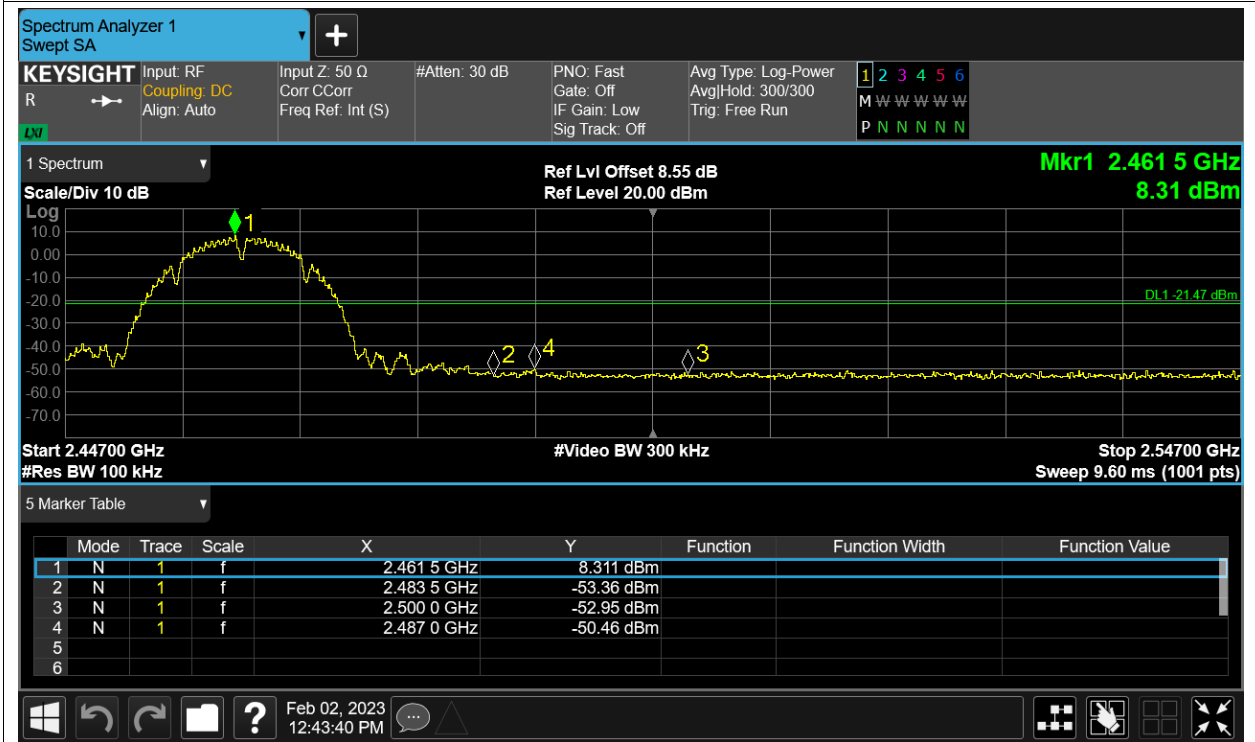 Spectrum Analyzer 1
Swept SA
+
KEYSIGHT Input: RF Input Z: 50 Ω #Atten: 30 dB PNO: Fast Avg Type: Log-Power 1 2 3 4 5 6
R Coupling: DC Corr CCorr Gate: Off Avg|Hold: 300/300 M W W W W W
Align: Auto Freq Ref: Int (S) IF Gain: Low Trig: Free Run
LXI Sig Track: Off P N N N N N
1 Spectrum Ref Lvl Offset 8.55 dB Mkr1 2.461 5 GHz
Scale/Div 10 dB Ref Level 20.00 dBm 8.31 dBm
Log
1
10.0
0.00
-10.0
-20.0
DL1 -21.47 dBm
-30.0
-40.0
2 4 3
-50.0
-60.0
-70.0
Start 2.44700 GHz #Video BW 300 kHz Stop 2.54700 GHz
#Res BW 100 kHz Sweep 9.60 ms (1001 pts)
5 Marker Table
Mode Trace Scale X Y Function Function Width Function Value
1 N 1 f 2.461 5 GHz 8.311 dBm
2 N 1 f 2.483 5 GHz -53.36 dBm
3 N 1 f 2.500 0 GHz -52.95 dBm
4 N 1 f 2.487 0 GHz -50.46 dBm
5
6
? Feb 02, 2023
12:43:40 PM